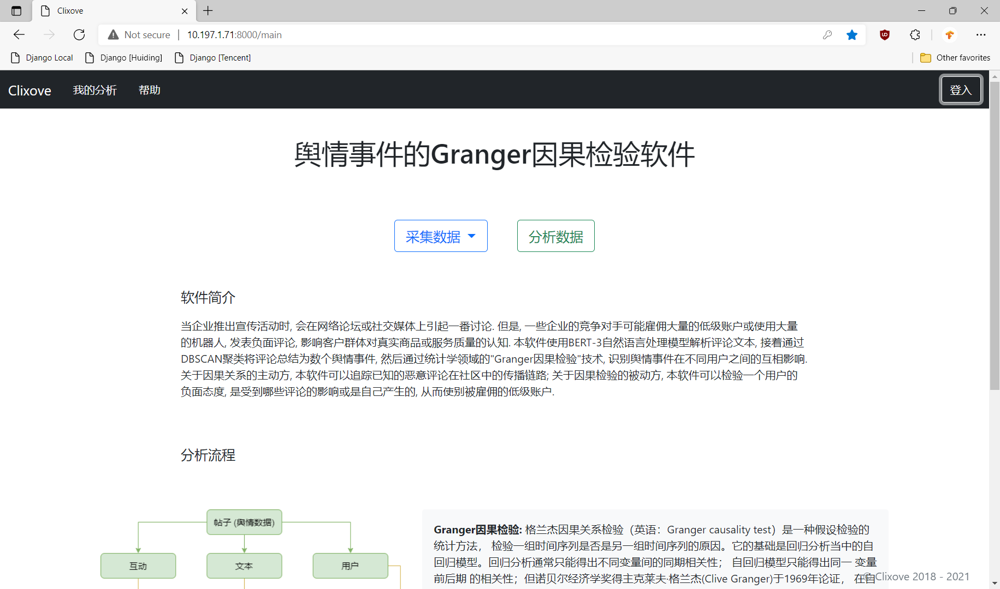 Clixove
Not secure
10.197.1.71:8000/main
Django Local
Django [Huiding]
Django [Tencent]
Other favorites
Clixove
我的分析
帮助
登入
舆情事件的Granger因果检验软件
采集数据
分析数据
软件简介
当企业推出宣传活动时, 会在网络论坛或社交媒体上引起一番讨论. 但是, 一些企业的竞争对手可能雇佣大量的低级账户或使用大量
的机器人, 发表负面评论, 影响客户群体对真实商品或服务质量的认知. 本软件使用BERT-3自然语言处理模型解析评论文本, 接着通过
DBSCAN聚类将评论总结为数个舆情事件, 然后通过统计学领域的"Granger因果检验"技术, 识别舆情事件在不同用户之间的互相影响.
关于因果关系的主动方, 本软件可以追踪已知的恶意评论在社区中的传播链路; 关于因果检验的被动方, 本软件可以检验一个用户的
负面态度, 是受到哪些评论的影响或是自己产生的, 从而使别被雇佣的低级账户.
分析流程
帖子 (舆情数据)
互动
文本
用户
Granger因果检验: 格兰杰因果关系检验（英语：Granger causality test）是一种假设检验的
统计方法， 检验一组时间序列是否是另一组时间序列的原因。它的基础是回归分析当中的自
回归模型。回归分析通常只能得出不同变量间的同期相关性； 自回归模型只能得出同一 变量
前后期 的相关性；但诺贝尔经济学奖得主克莱夫·格兰杰(Clive Granger)于1969年论证， 在自
© Clixove 2018 - 2021